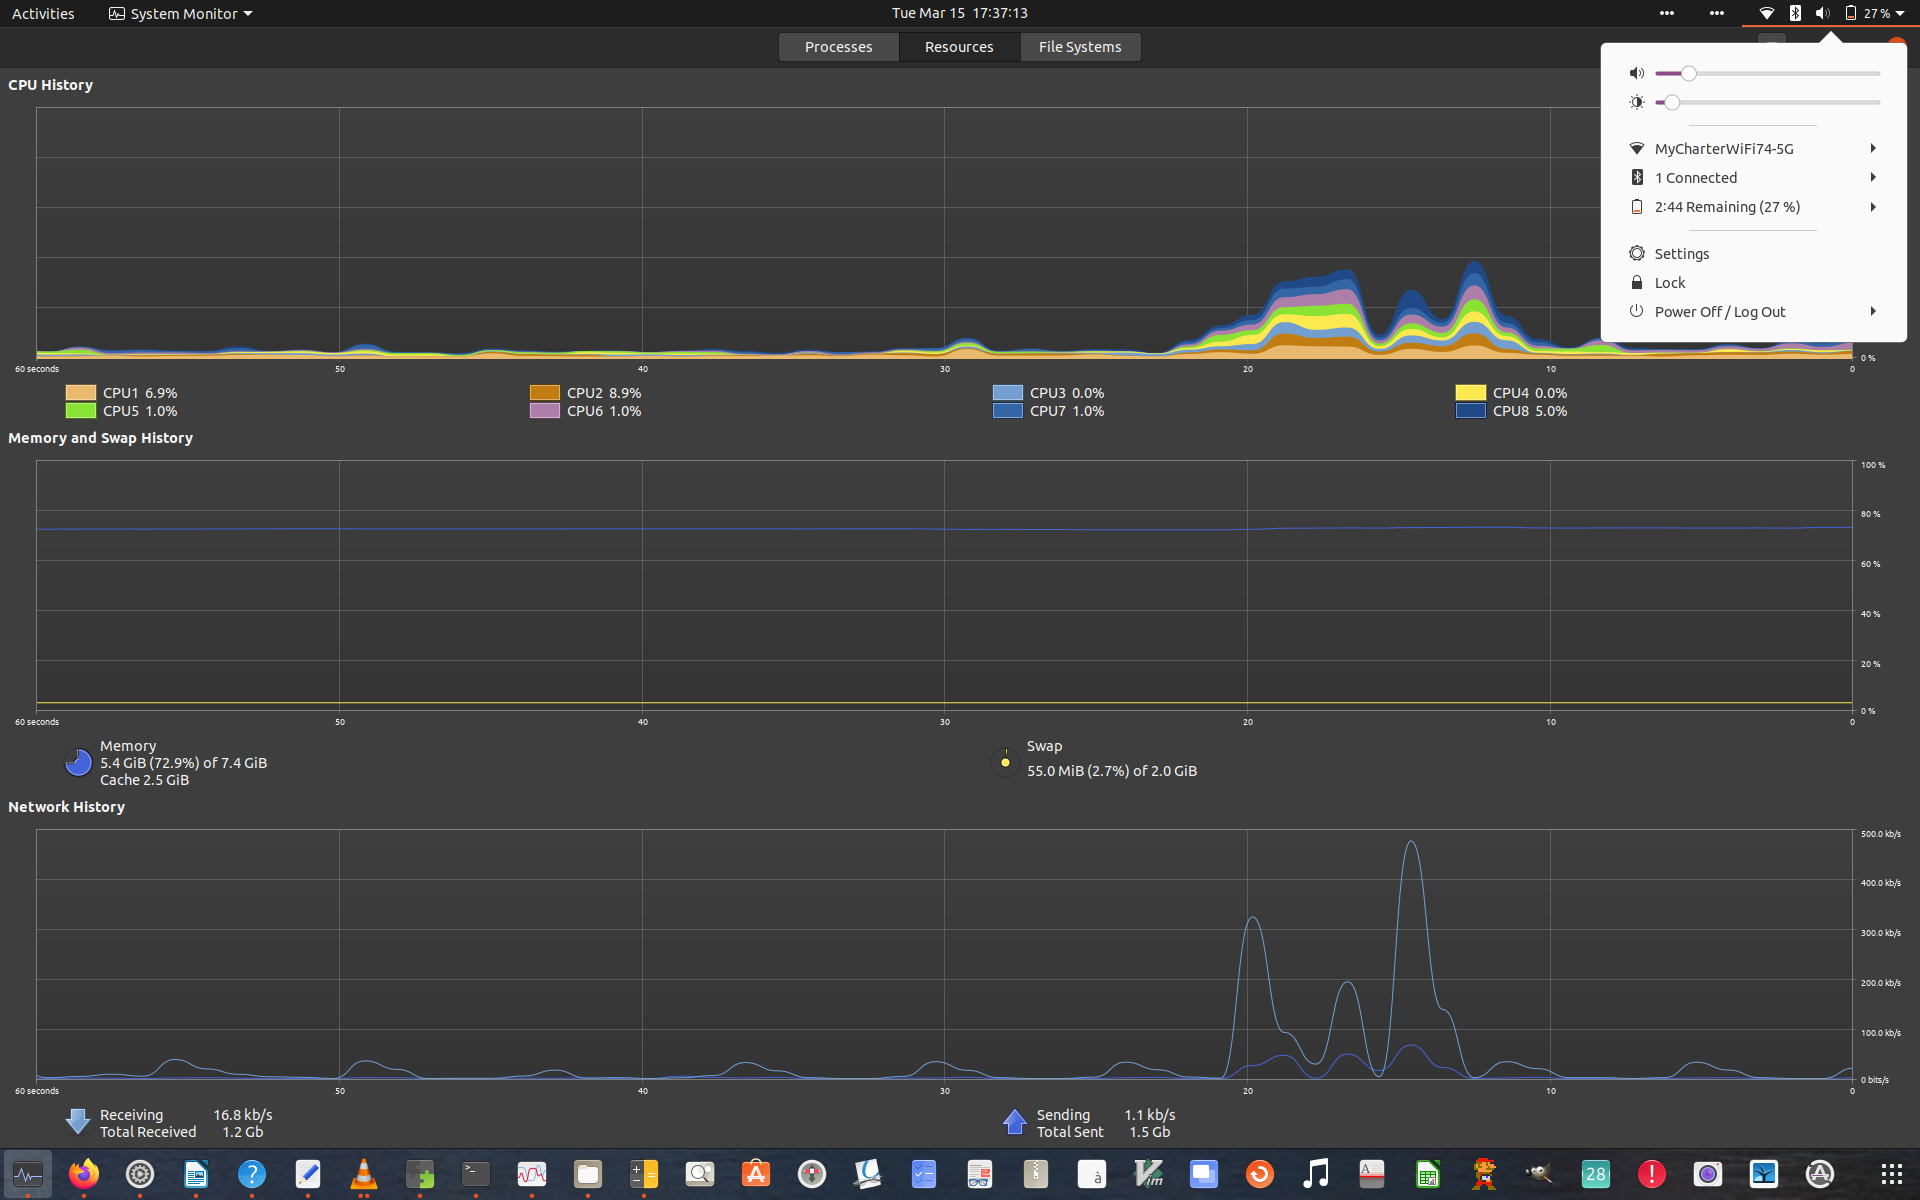 Activities
System Monitor
Tue Mar 15 17:37:13
27 %
Processes
Resources
File Systems
CPU History
MyCharterWiFi74-5G
1 Connected
2:44 Remaining (27 %)
Settings
Lock
Power Off / Log Out
0 %
60 seconds 50 40 30 20 10 0
CPU1 6.9% CPU2 8.9% CPU3 0.0% CPU4 0.0%
CPU5 1.0% CPU6 1.0% CPU7 1.0% CPU8 5.0%
Memory and Swap History
100 %
80 %
60 %
40 %
20 %
0 %
60 seconds 50 40 30 20 10 0
Memory
5.4 GiB (72.9%) of 7.4 GiB
Cache 2.5 GiB
Swap
55.0 MiB (2.7%) of 2.0 GiB
Network History
500.0 kb/s
400.0 kb/s
300.0 kb/s
200.0 kb/s
100.0 kb/s
0 bits/s
60 seconds 50 40 30 20 10 0
Receiving 16.8 kb/s
Total Received 1.2 Gb
Sending 1.1 kb/s
Total Sent 1.5 Gb
?
>_
à
Vim
A
28
!